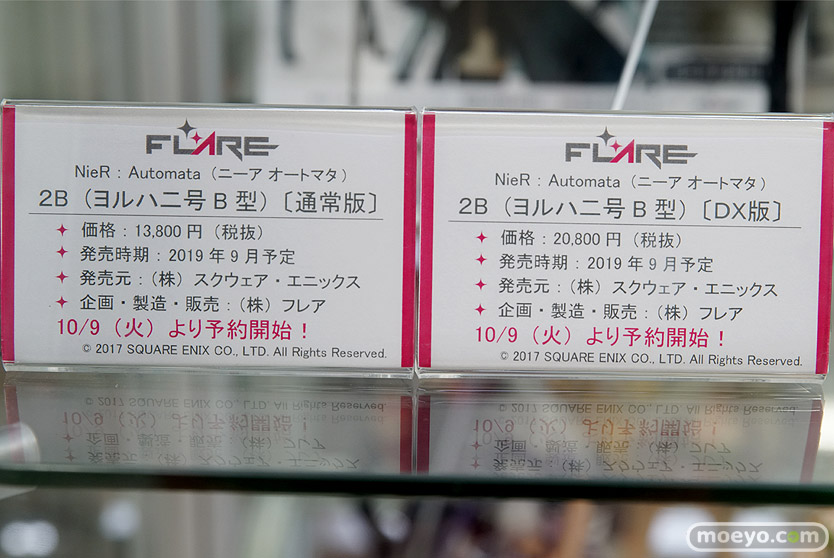 FLARE
NieR : Automata（ニーア オートマタ）
2B（ヨルハ二号B型）〔通常版〕
価格：13,800円（税抜）
発売時期：2019年9月予定
発売元：（株）スクウェア・エニックス
企画・製造・販売：（株）フレア
10/9（火）より予約開始！
© 2017 SQUARE ENIX CO., LTD. All Rights Reserved.
FLARE
NieR : Automata（ニーア オートマタ）
2B（ヨルハ二号B型）〔DX版〕
価格：20,800円（税抜）
発売時期：2019年9月予定
発売元：（株）スクウェア・エニックス
企画・製造・販売：（株）フレア
10/9（火）より予約開始！
© 2017 SQUARE ENIX CO., LTD. All Rights Reserved.
moeyo.com